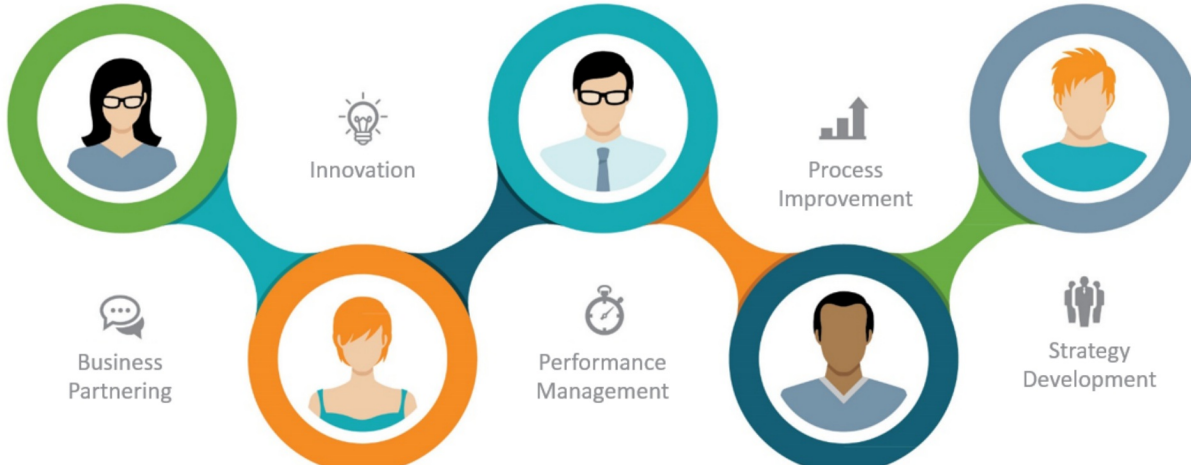 Innovation
Process
Improvement
Business
Partnering
Performance
Management
Strategy
Development